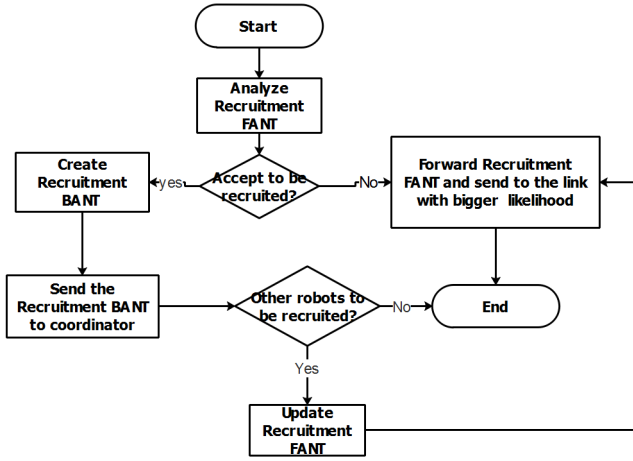 Start
Analyze
Recruitment
FANT
Accept to be
recruited?
yes
No
Create
Recruitment
BANT
Forward Recruitment
FANT and send to the link
with bigger likelihood
Send the
Recruitment BANT
to coordinator
Other robots to
be recruited?
No
End
Yes
Update
Recruitment
FANT